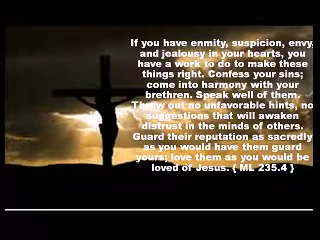 If you have enmity, suspicion, envy,
and jealousy in your hearts, you
have a work to do to make these
things right. Confess your sins;
come into harmony with your
brethren. Speak well of them.
Throw out no unfavorable hints, no
suggestions that will awaken
distrust in the minds of others.
Guard their reputation as sacredly
as you would have them guard
yours; love them as you would be
loved of Jesus. { ML 235.4 }